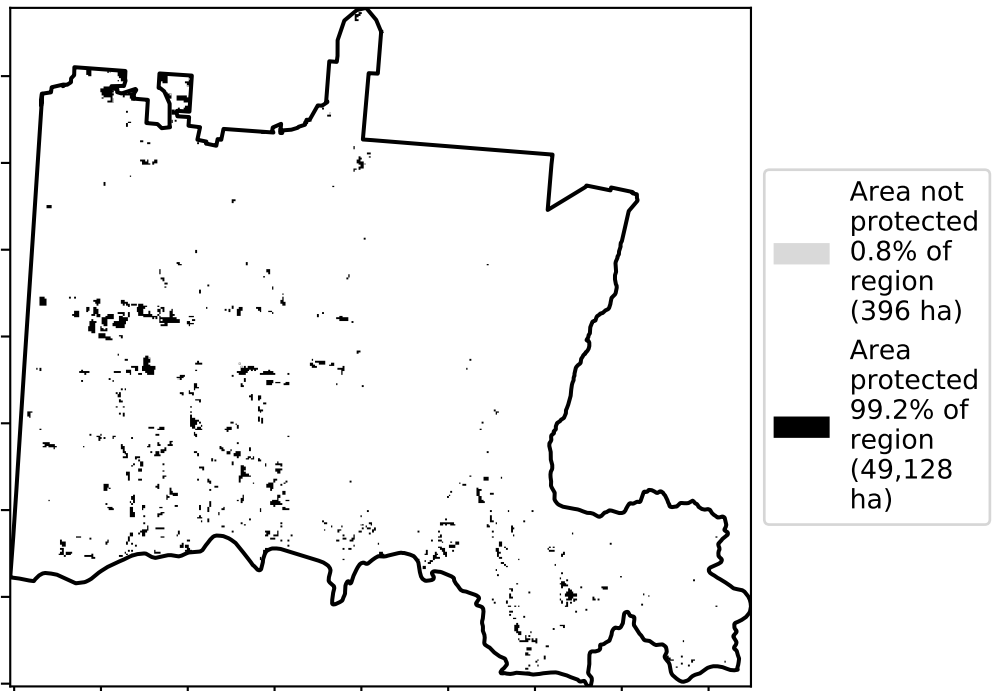 Area not
protected
0.8% of
region
(396 ha)
Area
protected
99.2% of
region
(49,128
ha)